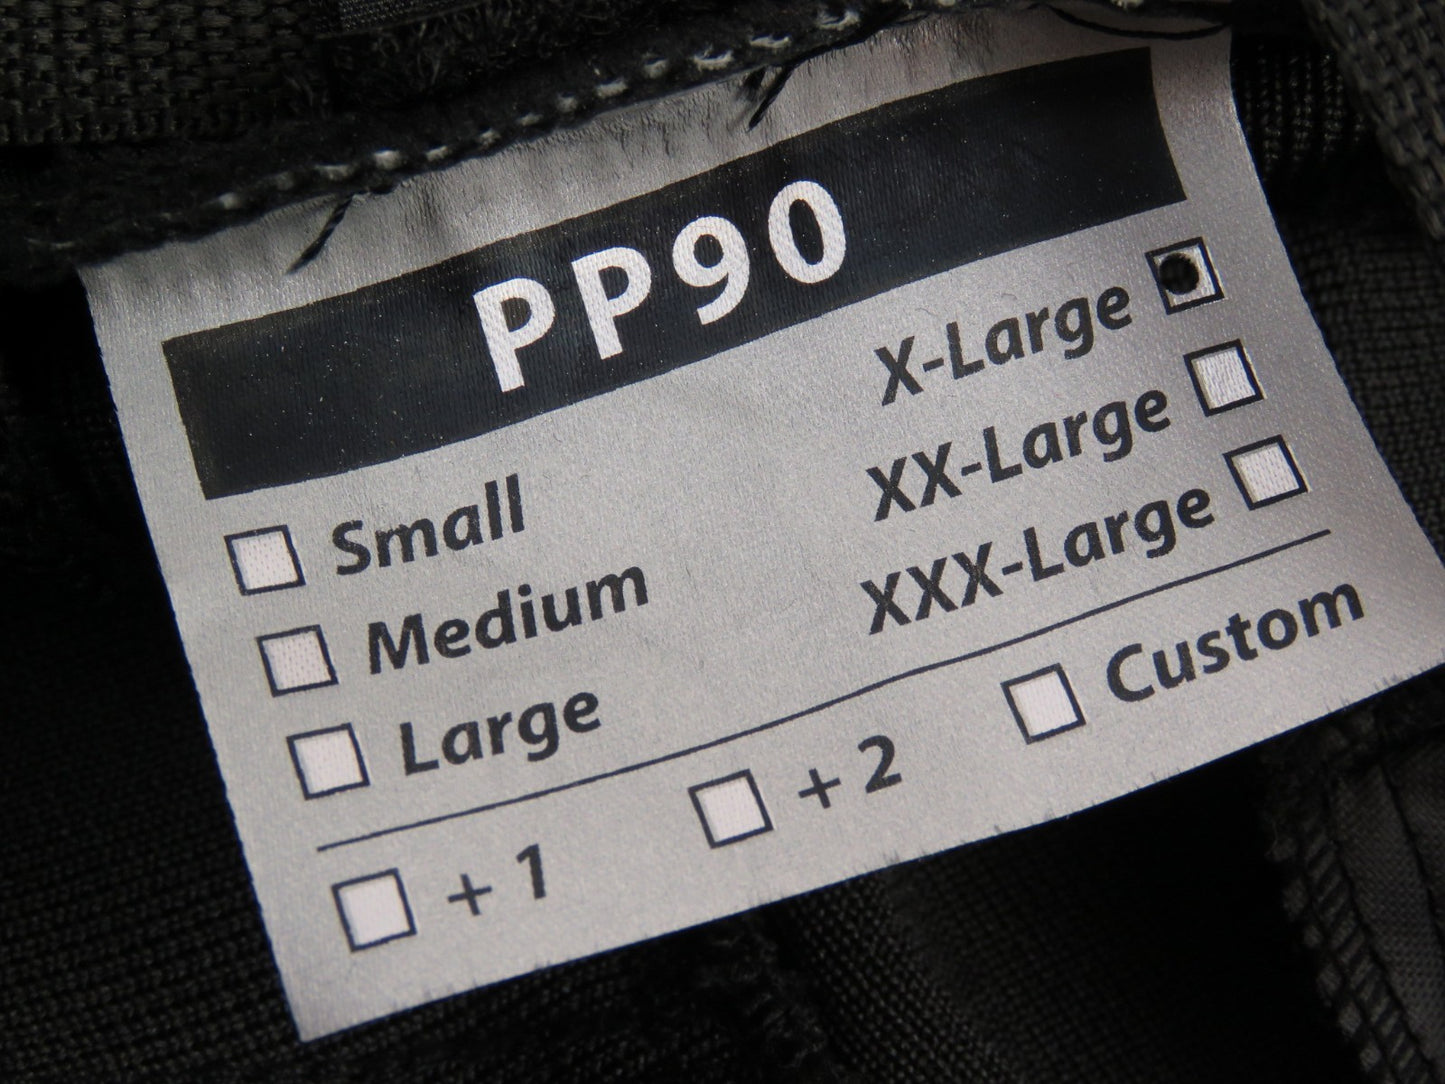 PP90
Small
Medium
Large
X-Large
XX-Large
XXX-Large
+ 1
+ 2
Custom